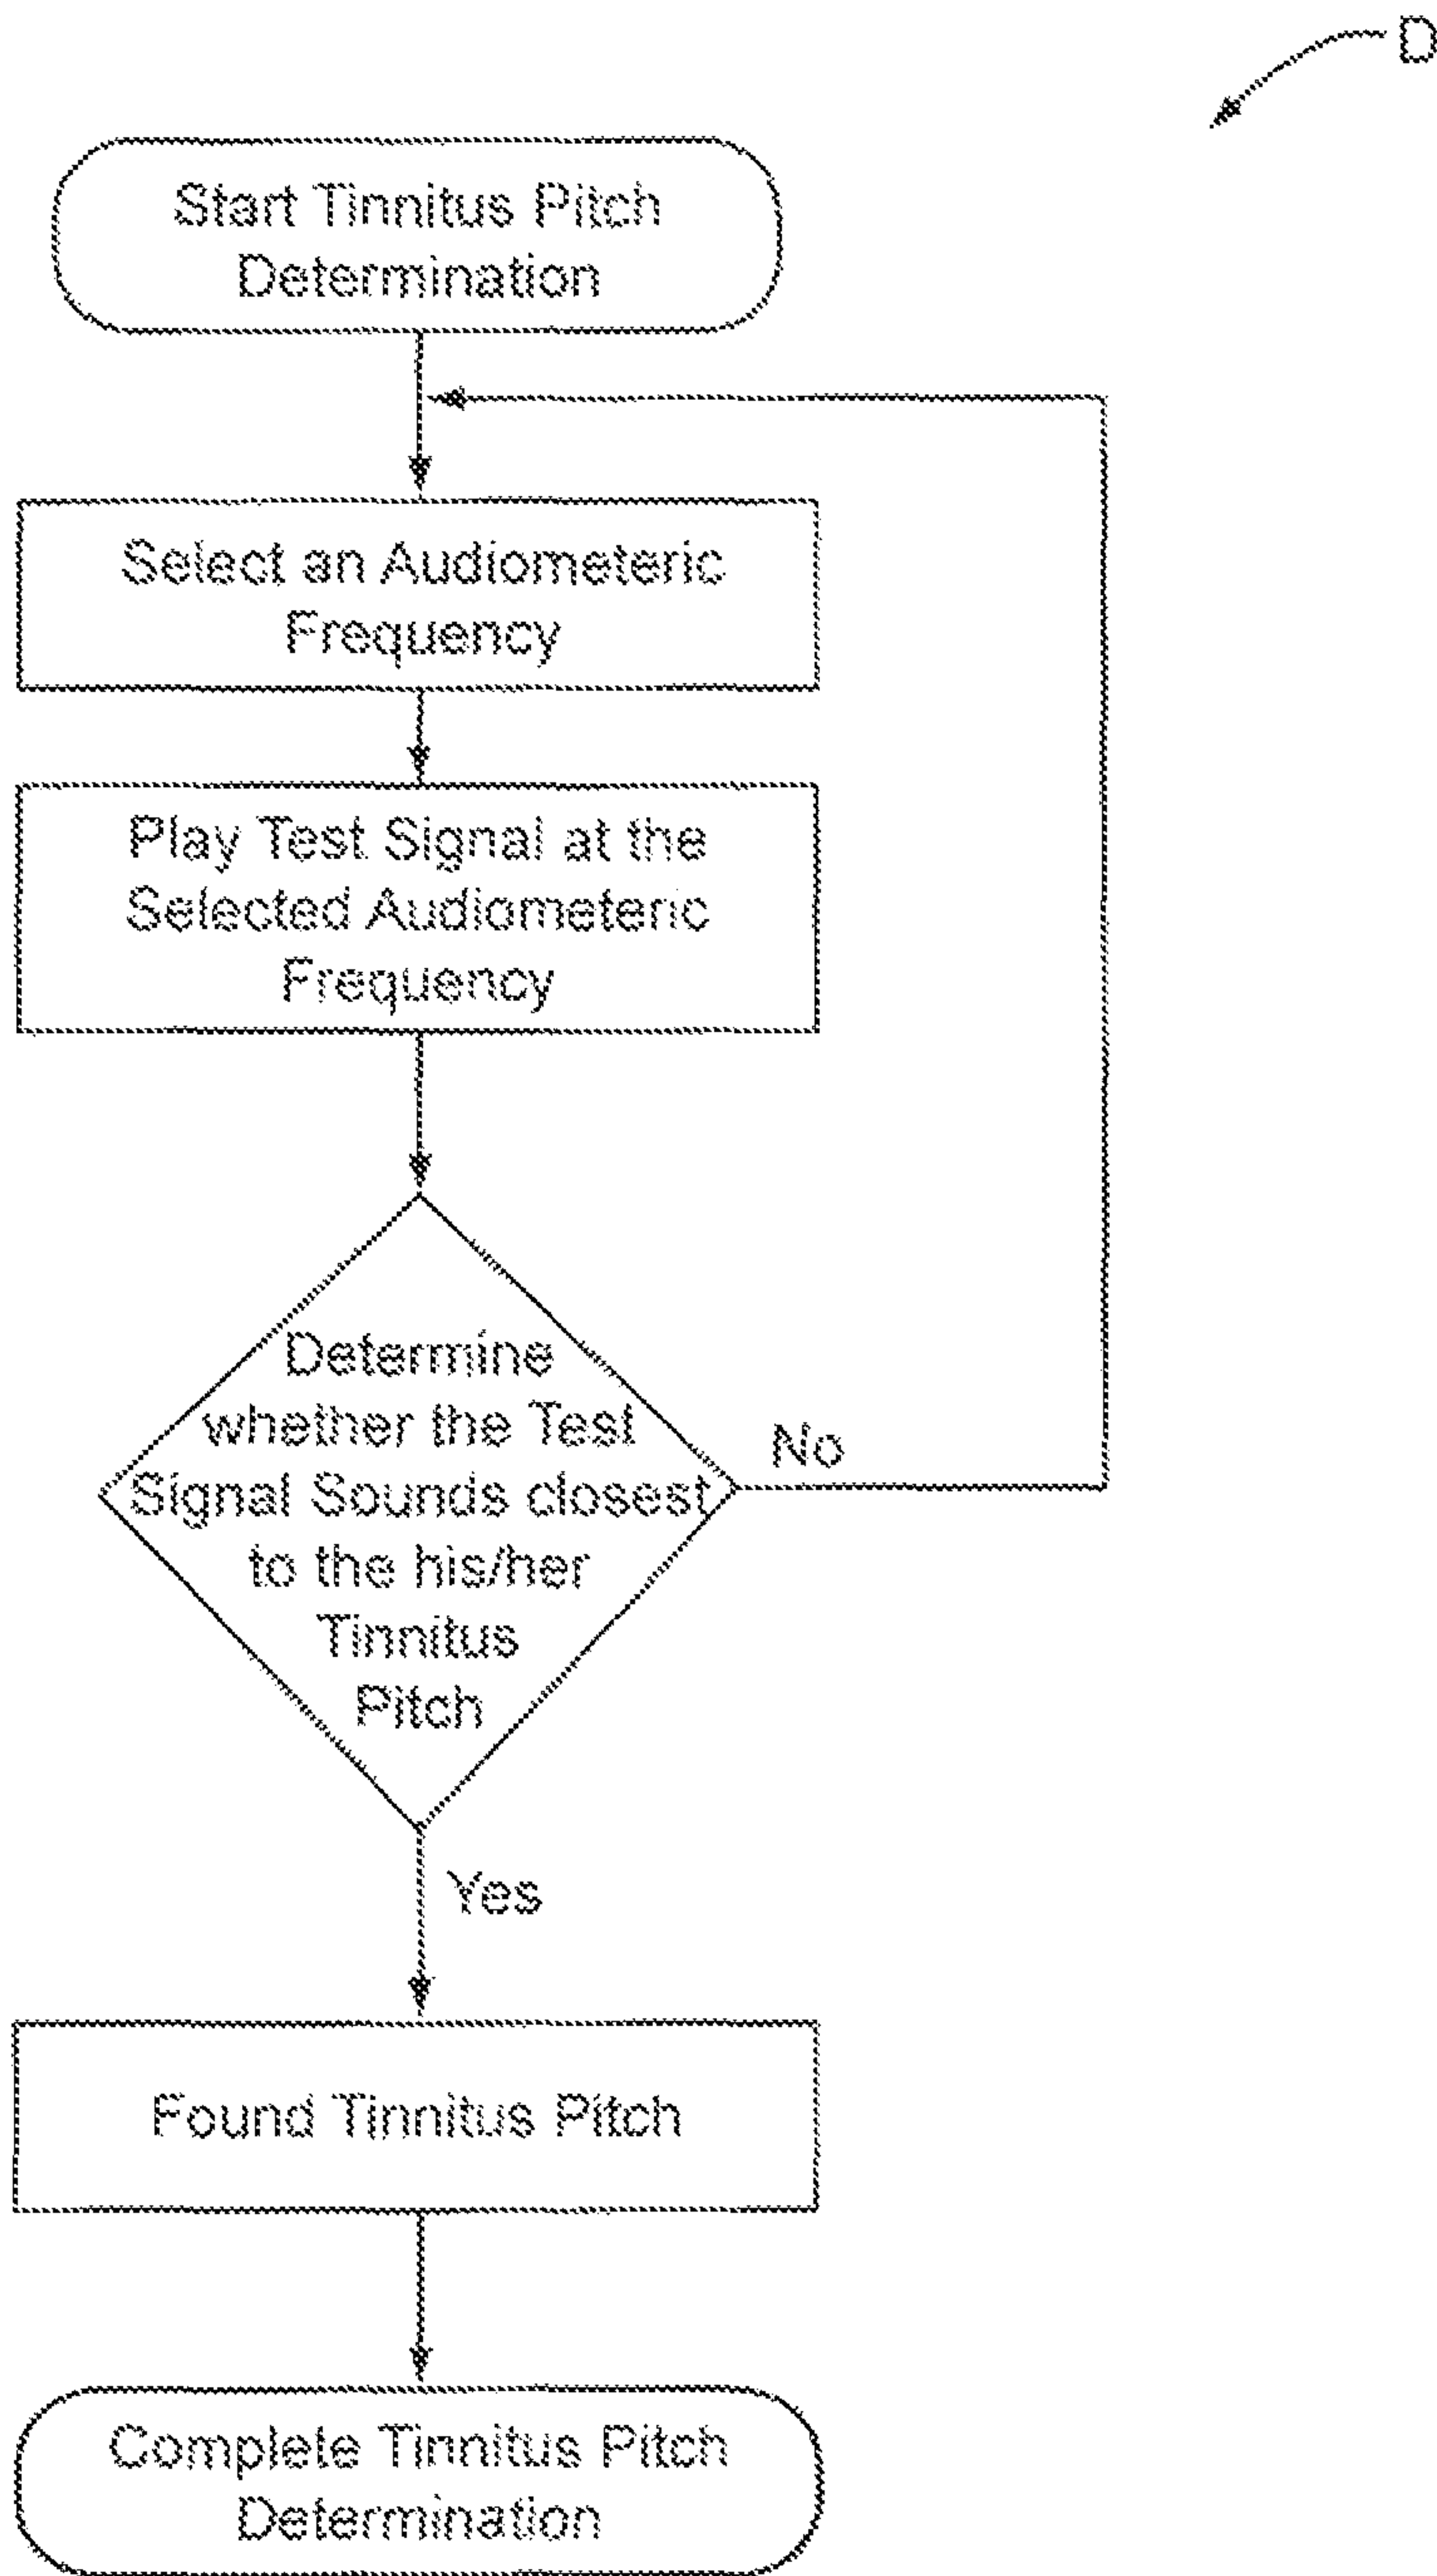 D
Start Tinnitus Pitch
Determination
Select an Audiometeric
Frequency
Play Test Signal at the
Selected Audiometeric
Frequency
Determine
whether the Test
Signal Sounds closest
to the his/her
Tinnitus
Pitch
No
Yes
Found Tinnitus Pitch
Complete Tinnitus Pitch
Determination